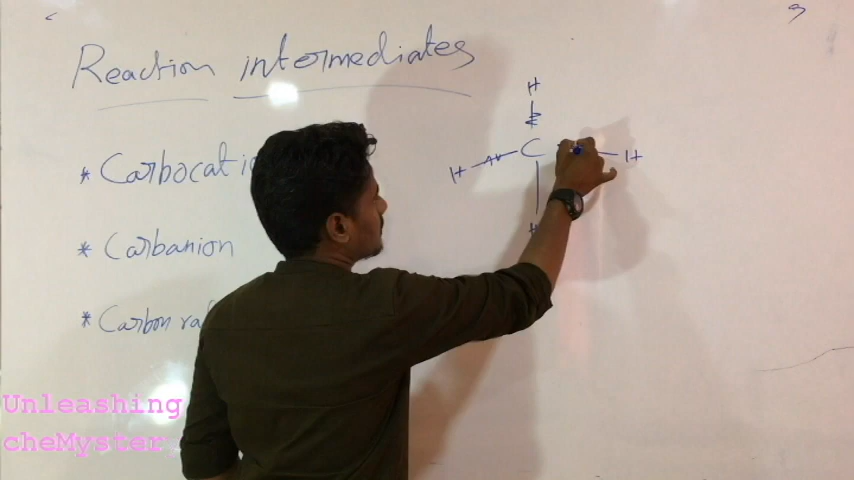 Reaction intermediates
* Carbocati
* Carbanion
* Carbon ra
H
H C H
H
Unleashing
cheMyster